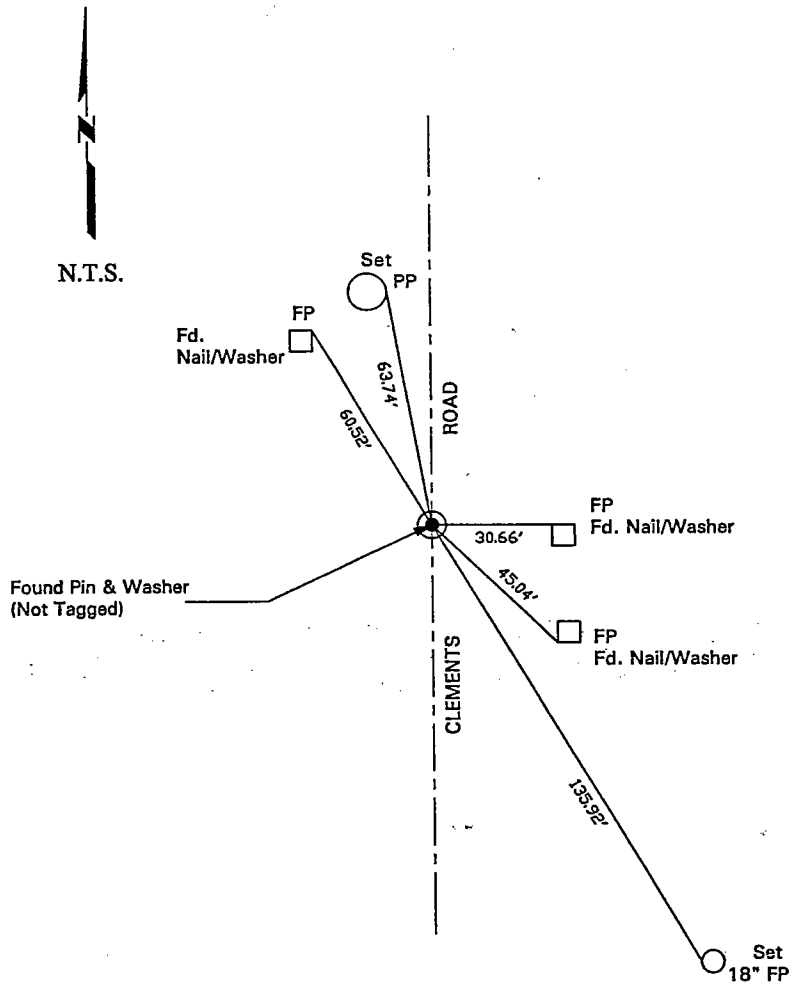 N
N.T.S.
Set
PP
FP
Fd.
Nail/Washer
63.74'
60.52'
ROAD
FP
Fd. Nail/Washer
30.66'
45.04'
Found Pin & Washer
(Not Tagged)
FP
Fd. Nail/Washer
CLEMENTS
135.92'
Set
18" FP